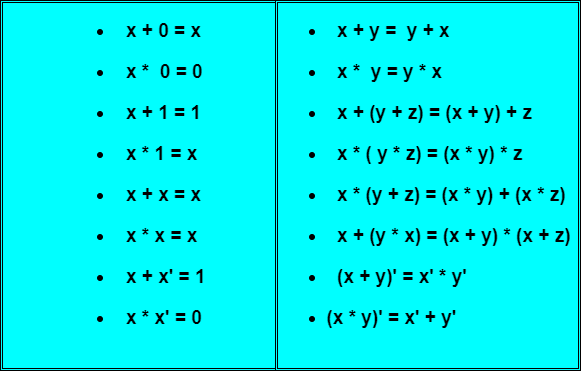 • x + 0 = x
• x * 0 = 0
• x + 1 = 1
• x * 1 = x
• x + x = x
• x * x = x
• x + x' = 1
• x * x' = 0
• x + y = y + x
• x * y = y * x
• x + (y + z) = (x + y) + z
• x * ( y * z) = (x * y) * z
• x * (y + z) = (x * y) + (x * z)
• x + (y * x) = (x + y) * (x + z)
• (x + y)' = x' * y'
• (x * y)' = x' + y'